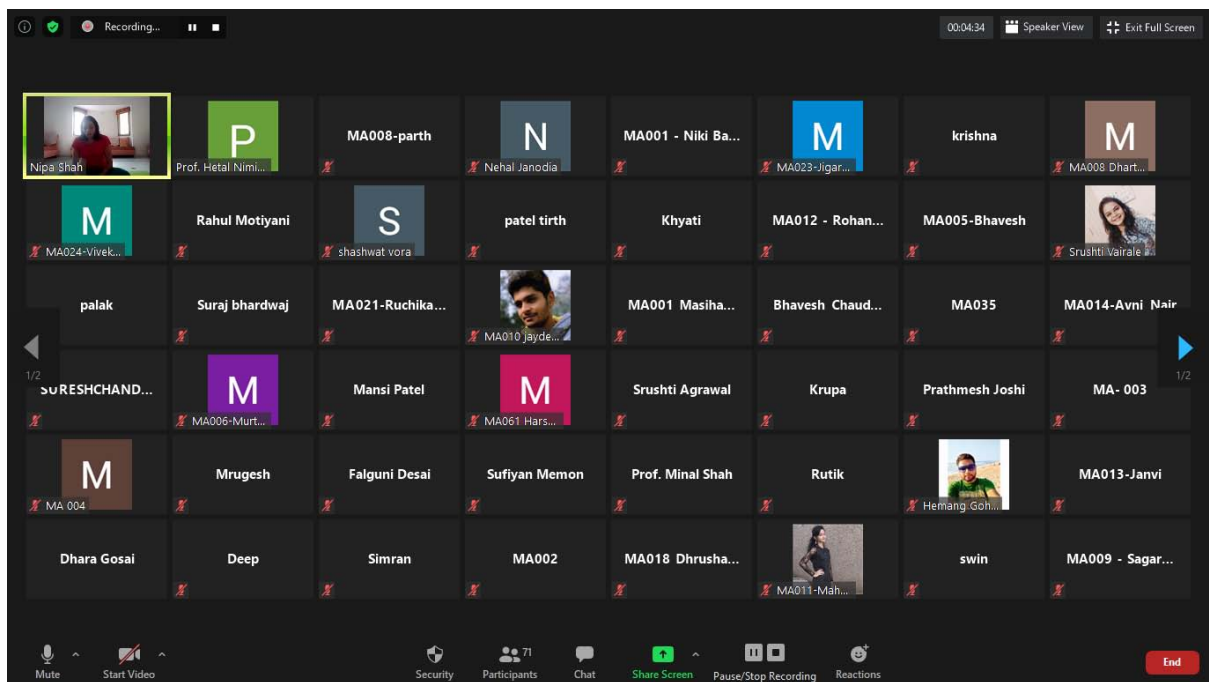 Recording...
00:04:34 Speaker View Exit Full Screen
Nipa Shah
P
Prof. Hetal Nimi...
MA008-parth
N
Nehal Janodia
MA001 - Niki Ba...
M
MA023-Jigar...
krishna
M
MA008 Dhart...
M
MA024-Vivek...
Rahul Motiyani
S
shashwat vora
patel tirth
Khyati
MA012 - Rohan...
MA005-Bhavesh
Srushti Vairale
palak
Suraj bhardwaj
MA021-Ruchika...
MA010 jayde...
MA001 Masiha...
Bhavesh Chaud...
MA035
MA014-Avni Nair
1/2
SURESHCHAND...
M
MA006-Murt...
Mansi Patel
M
MA061 Hars...
Srushti Agrawal
Krupa
Prathmesh Joshi
MA- 003
1/2
M
MA 004
Mrugesh
Falguni Desai
Sufiyan Memon
Prof. Minal Shah
Rutik
Hemang Goh...
MA013-Janvi
Dhara Gosai
Deep
Simran
MA002
MA018 Dhrusha...
MA011-Mah...
swin
MA009 - Sagar...
Mute
Start Video
Security
71
Participants
Chat
Share Screen
Pause/Stop Recording
Reactions
End